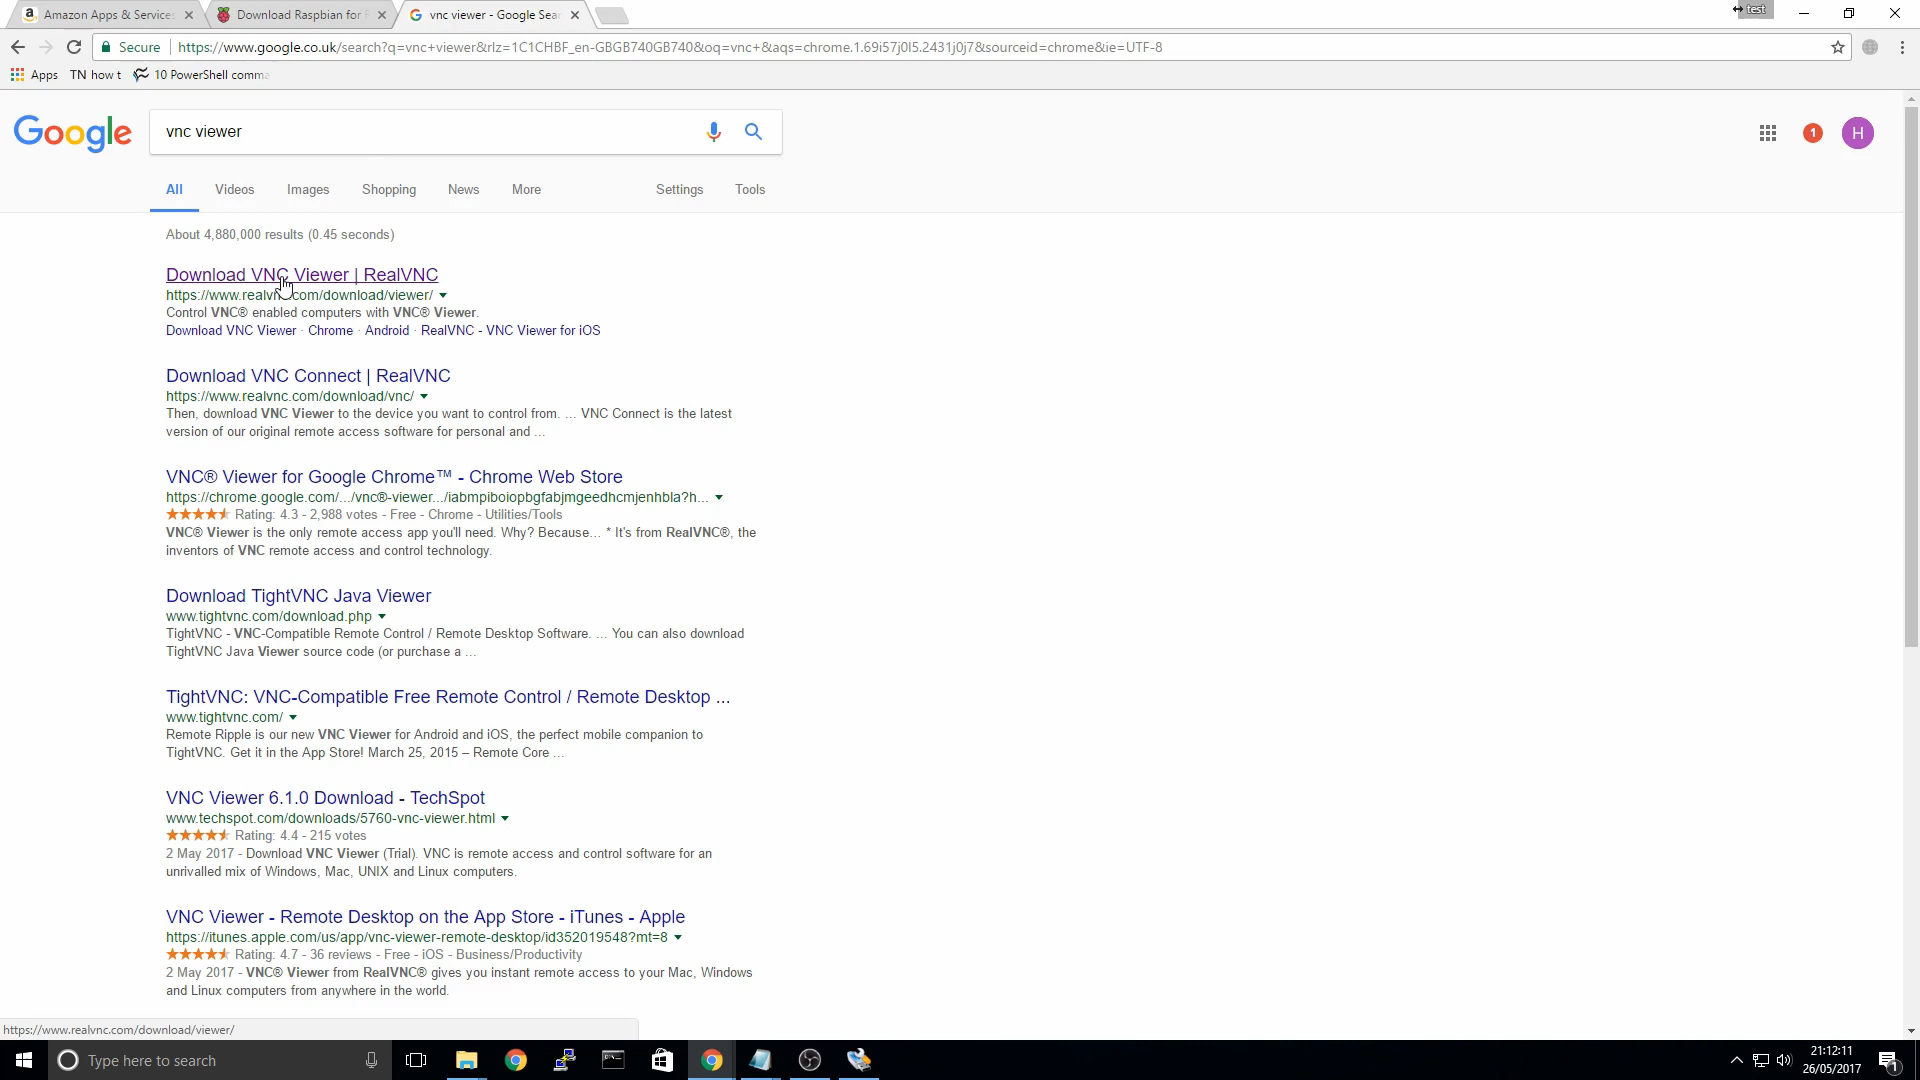 Amazon Apps & Services
Download Raspbian for
vnc viewer - Google Sea
test
Secure
https://www.google.co.uk/search?q=vnc+viewer&rlz=1C1CHBF_en-GBGB740GB740&oq=vnc+&aqs=chrome.1.69i57j0l5.2431j0j7&sourceid=chrome&ie=UTF-8
Apps
TN how t
10 PowerShell comma
Google
vnc viewer
1
H
All
Videos
Images
Shopping
News
More
Settings
Tools
About 4,880,000 results (0.45 seconds)
Download VNC Viewer | RealVNC
https://www.realvnc.com/download/viewer/
Control VNC® enabled computers with VNC® Viewer.
Download VNC Viewer · Chrome · Android · RealVNC - VNC Viewer for iOS
Download VNC Connect | RealVNC
https://www.realvnc.com/download/vnc/
Then, download VNC Viewer to the device you want to control from. ... VNC Connect is the latest
version of our original remote access software for personal and ...
VNC® Viewer for Google Chrome™ - Chrome Web Store
https://chrome.google.com/.../vnc®-viewer.../iabmpiboiopbgfabjmgeedhcmjenhbla?h...
Rating: 4.3 - 2,988 votes - Free - Chrome - Utilities/Tools
VNC® Viewer is the only remote access app you'll need. Why? Because... * It's from RealVNC®, the
inventors of VNC remote access and control technology.
Download TightVNC Java Viewer
www.tightvnc.com/download.php
TightVNC - VNC-Compatible Remote Control / Remote Desktop Software. ... You can also download
TightVNC Java Viewer source code (or purchase a ...
TightVNC: VNC-Compatible Free Remote Control / Remote Desktop ...
www.tightvnc.com/
Remote Ripple is our new VNC Viewer for Android and iOS, the perfect mobile companion to
TightVNC. Get it in the App Store! March 25, 2015 – Remote Core ...
VNC Viewer 6.1.0 Download - TechSpot
www.techspot.com/downloads/5760-vnc-viewer.html
Rating: 4.4 - 215 votes
2 May 2017 - Download VNC Viewer (Trial). VNC is remote access and control software for an
unrivalled mix of Windows, Mac, UNIX and Linux computers.
VNC Viewer - Remote Desktop on the App Store - iTunes - Apple
https://itunes.apple.com/us/app/vnc-viewer-remote-desktop/id352019548?mt=8
Rating: 4.7 - 36 reviews - Free - iOS - Business/Productivity
2 May 2017 - VNC® Viewer from RealVNC® gives you instant remote access to your Mac, Windows
and Linux computers from anywhere in the world.
https://www.realvnc.com/download/viewer/
Type here to search
21:12:11
26/05/2017
1